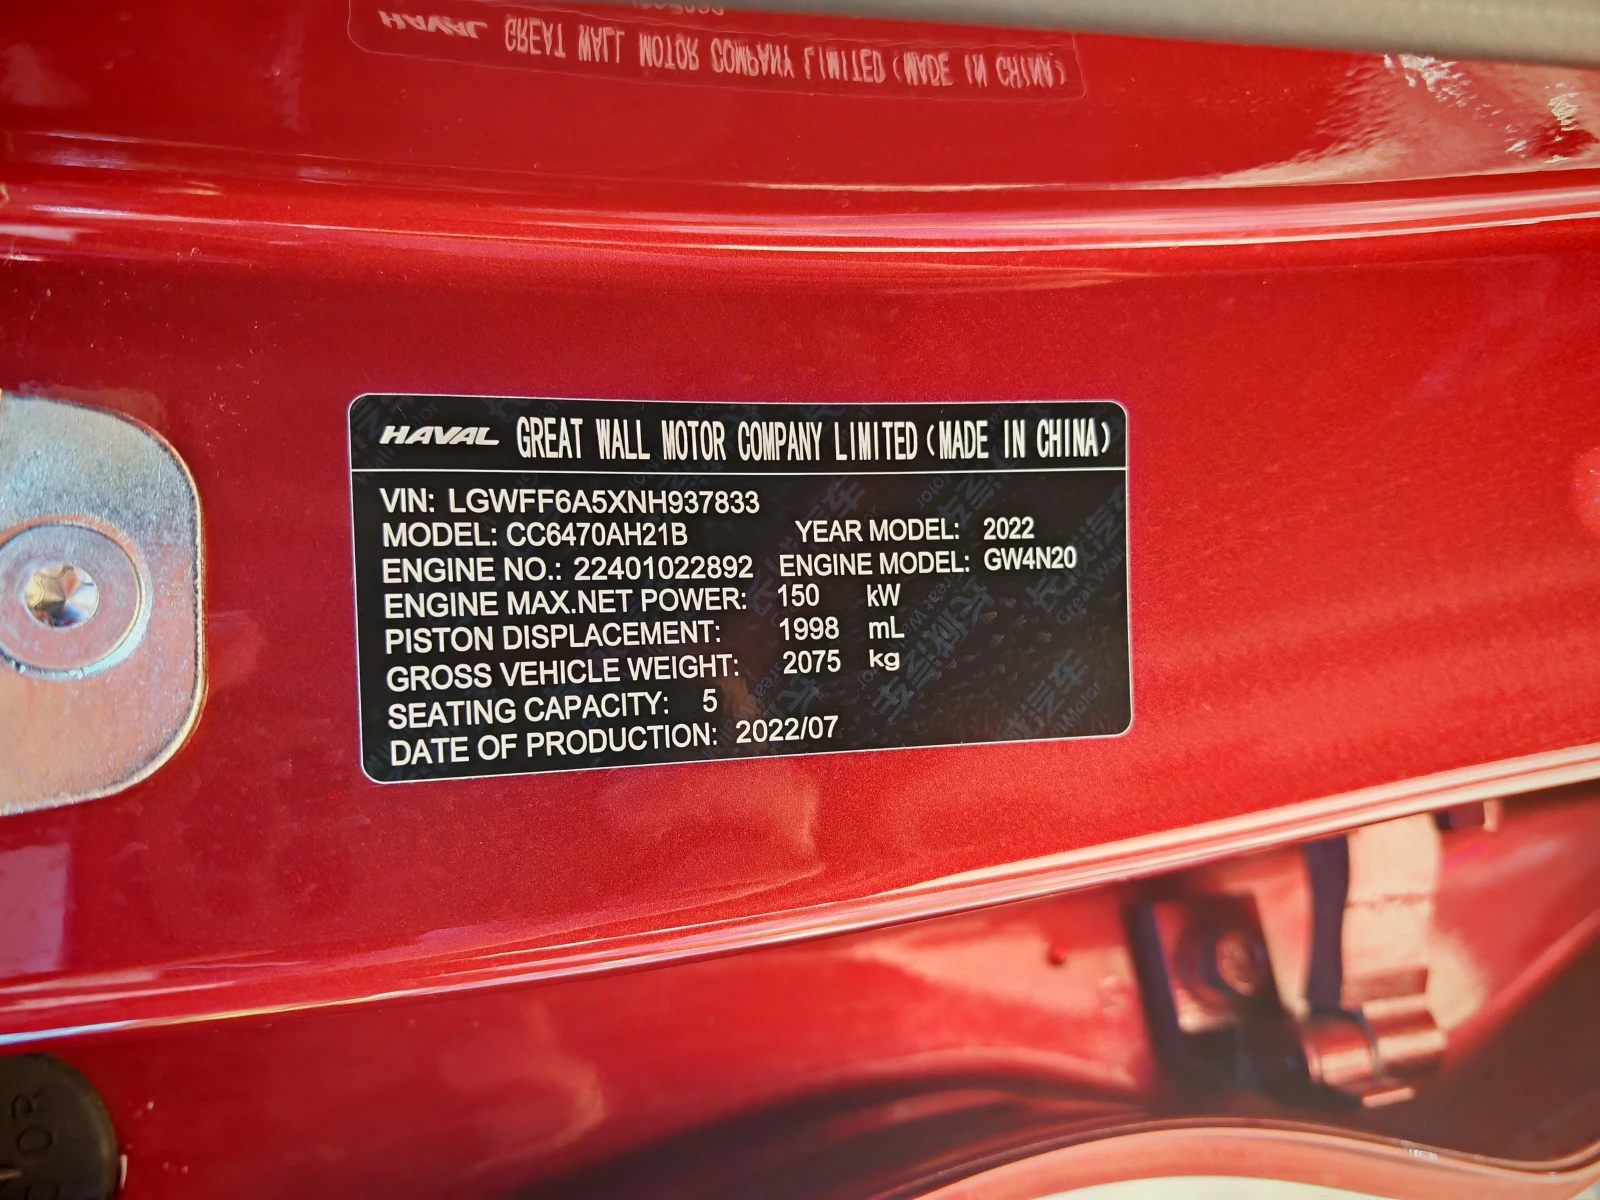 HAVAL GREAT WALL MOTOR COMPANY LIMITED (MADE IN CHINA)
HAVAL GREAT WALL MOTOR COMPANY LIMITED (MADE IN CHINA)
VIN: LGWFF6A5XNH937833
MODEL: CC6470AH21B YEAR MODEL: 2022
ENGINE NO.: 22401022892 ENGINE MODEL: GW4N20
ENGINE MAX.NET POWER: 150 kW
PISTON DISPLACEMENT: 1998 mL
GROSS VEHICLE WEIGHT: 2075 kg
SEATING CAPACITY: 5
DATE OF PRODUCTION: 2022/07